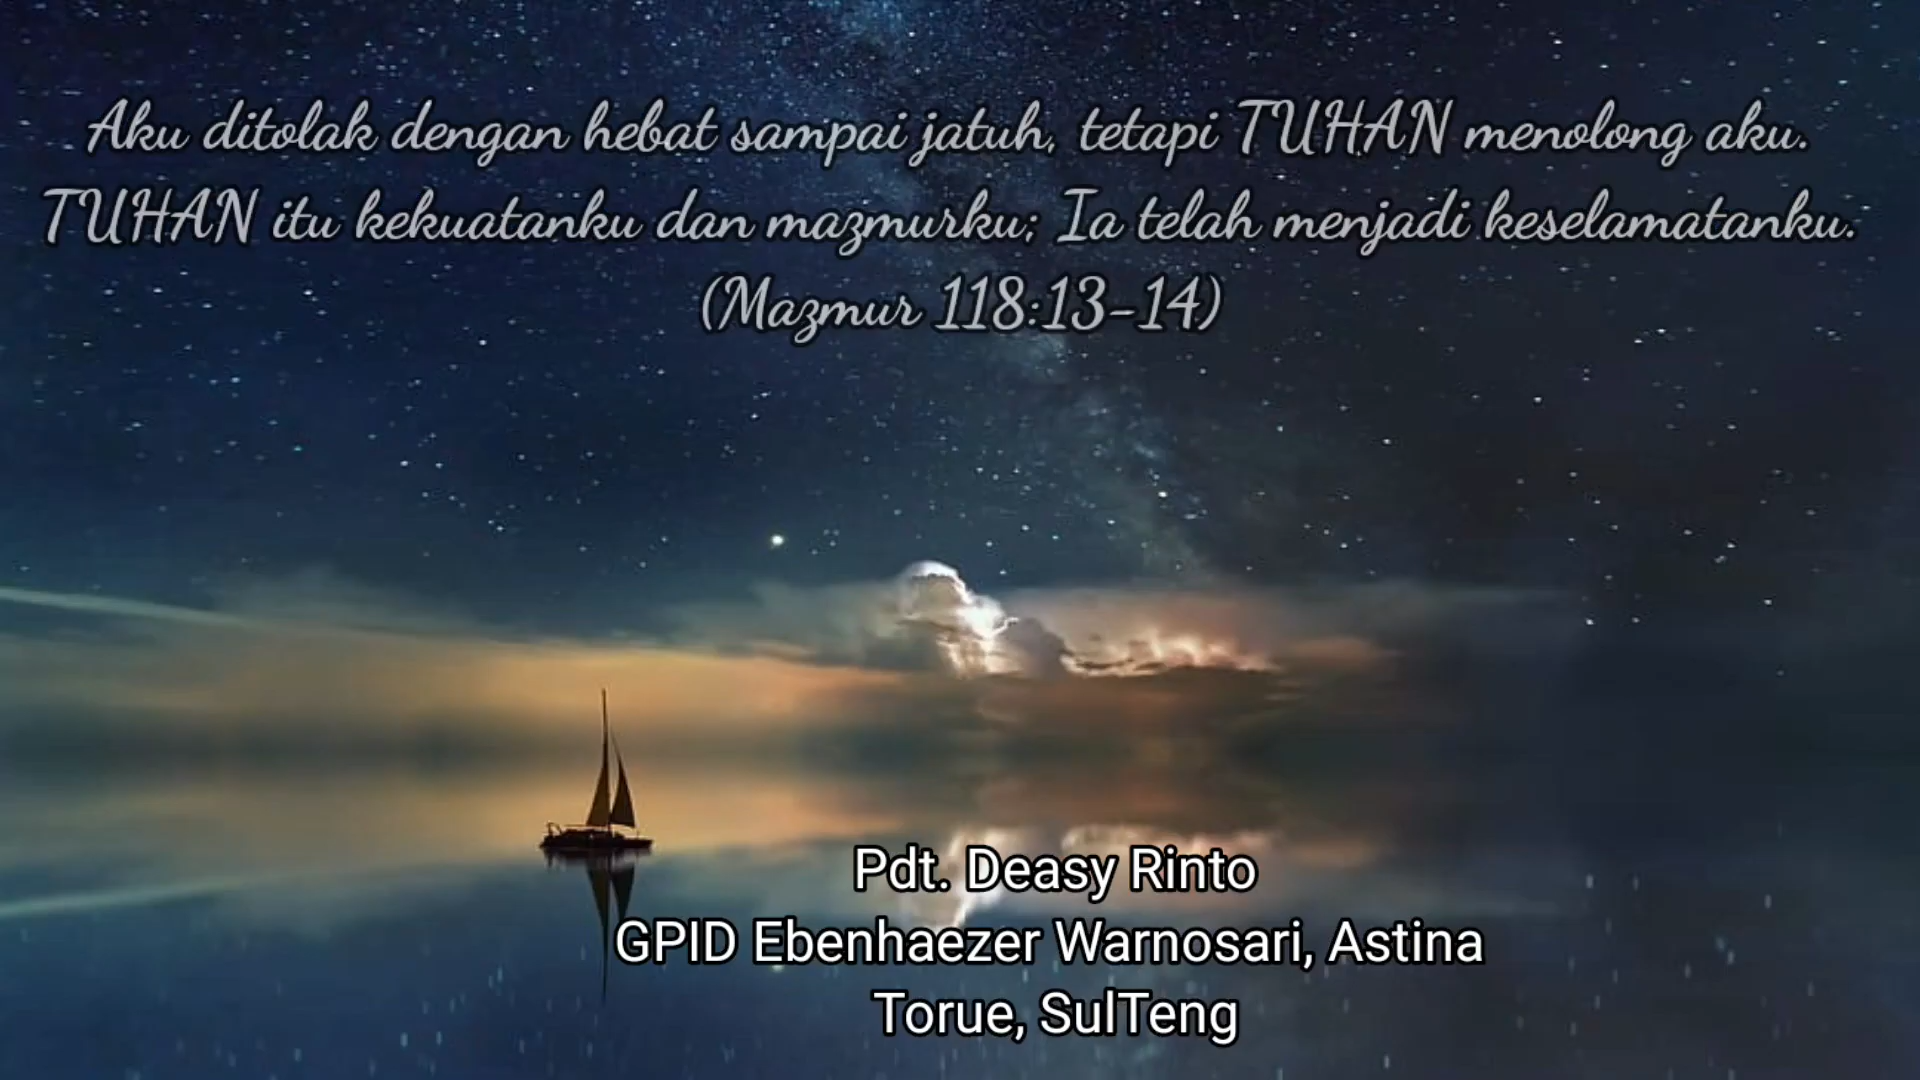 Aku ditolak dengan hebat sampai jatuh, tetapi TUHAN menolong aku.
TUHAN itu kekuatanku dan mazmurku; Ia telah menjadi keselamatanku.
(Mazmur 118:13-14)
Pdt. Deasy Rinto
GPID Ebenhaezer Warnosari, Astina
Torue, SulTeng